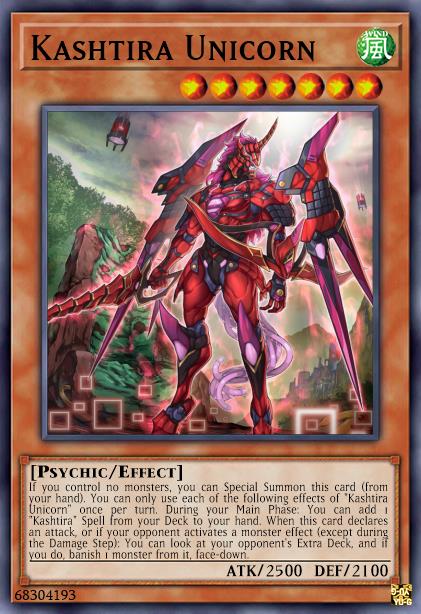 Kashtira Unicorn
WIND
風
[Psychic/Effect]
If you control no monsters, you can Special Summon this card (from
your hand). You can only use each of the following effects of "Kashtira
Unicorn" once per turn. During your Main Phase: You can add 1
"Kashtira" Spell from your Deck to your hand. When this card declares
an attack, or if your opponent activates a monster effect (except during
the Damage Step): You can look at your opponent's Extra Deck, and if
you do, banish 1 monster from it, face-down.
ATK/2500 DEF/2100
68304193